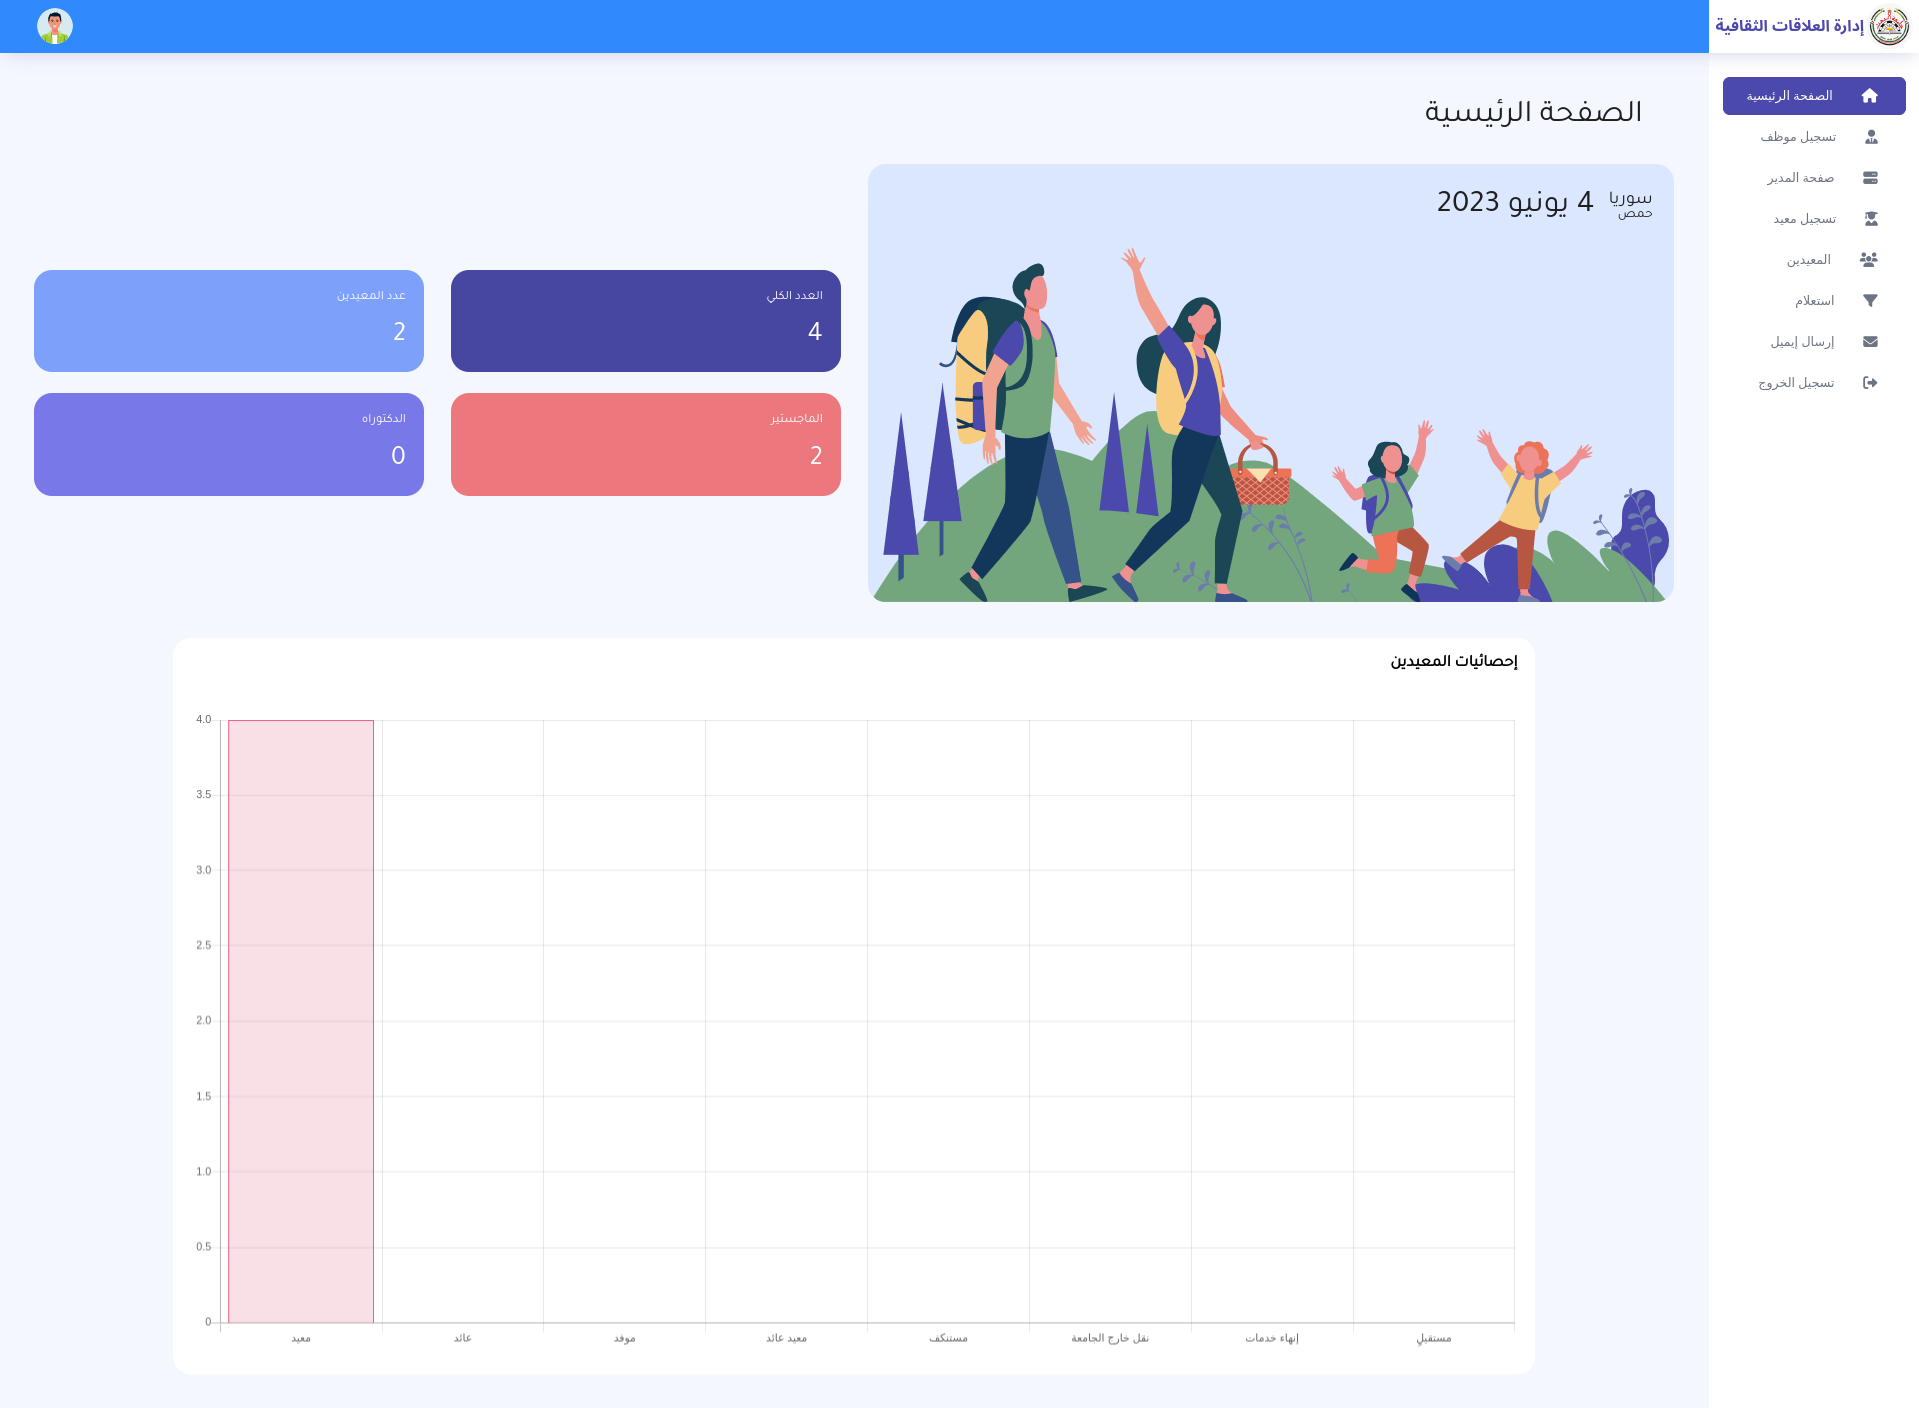 إدارة العلاقات الثقافية
الصفحة الرئيسية
تسجيل موظف
صفحة المدير
تسجيل معيد
المعيدين
استعلام
إرسال إيميل
تسجيل الخروج
الصفحة الرئيسية
سوريا
حمص
4 يونيو 2023
العدد الكلي
4
عدد المعيدين
2
الماجستير
2
الدكتوراه
0
إحصائيات المعيدين
4.0
3.5
3.0
2.5
2.0
1.5
1.0
0.5
0
معيد
عائد
موفد
معيد عائد
مستنكف
نقل خارج الجامعة
إنهاء خدمات
مستقيل